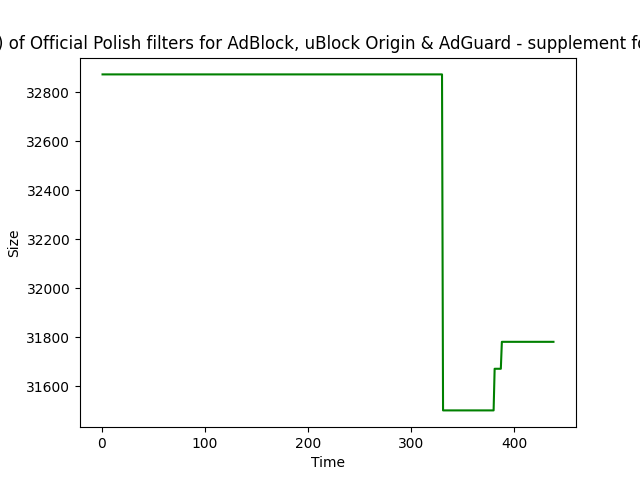 ) of Official Polish filters for AdBlock, uBlock Origin & AdGuard - supplement fo
32800
32600
32400
32200
32000
31800
31600
Size
0 100 200 300 400
Time